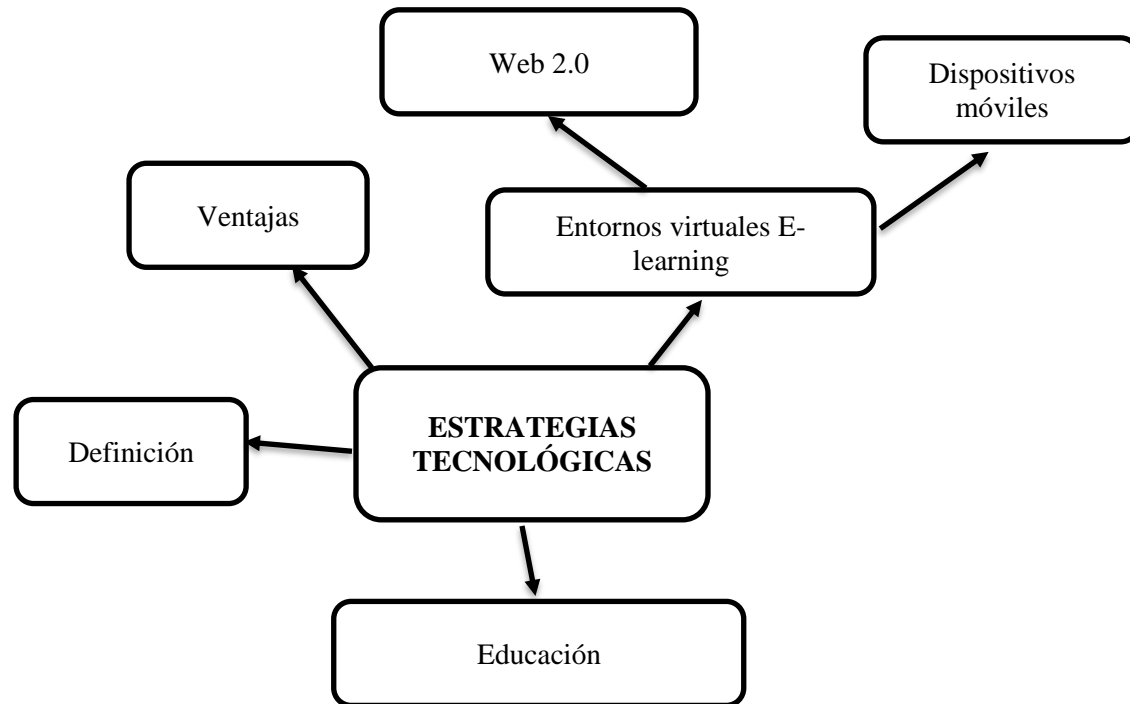 Web 2.0
Dispositivos
móviles
Ventajas
Entornos virtuales E-
learning
ESTRATEGIAS
TECNOLÓGICAS
Definición
Educación